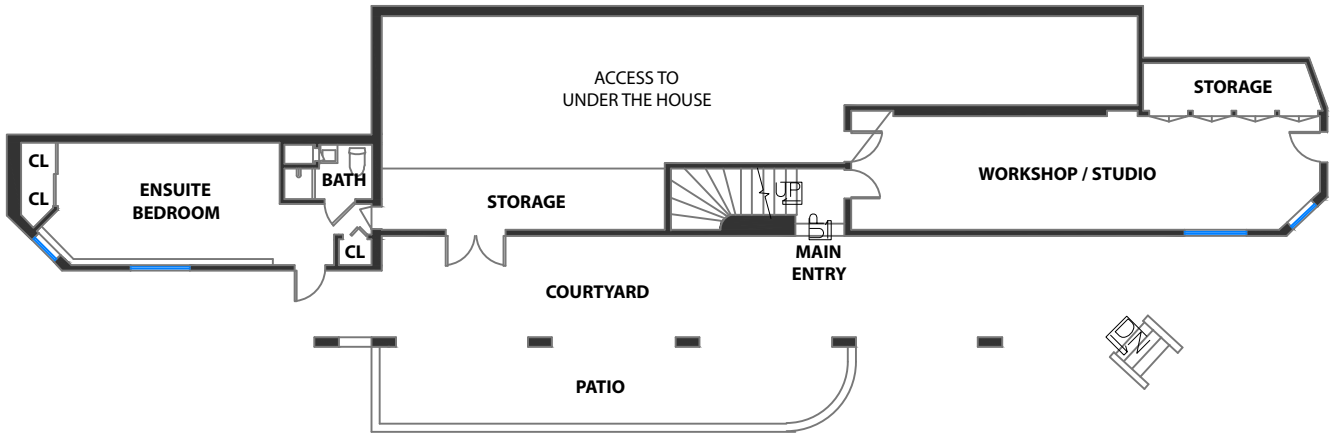 ACCESS TO
UNDER THE HOUSE
STORAGE
CL
CL
ENSUITE
BEDROOM
BATH
STORAGE
UP
UP
WORKSHOP / STUDIO
CL
MAIN
ENTRY
COURTYARD
DN
PATIO